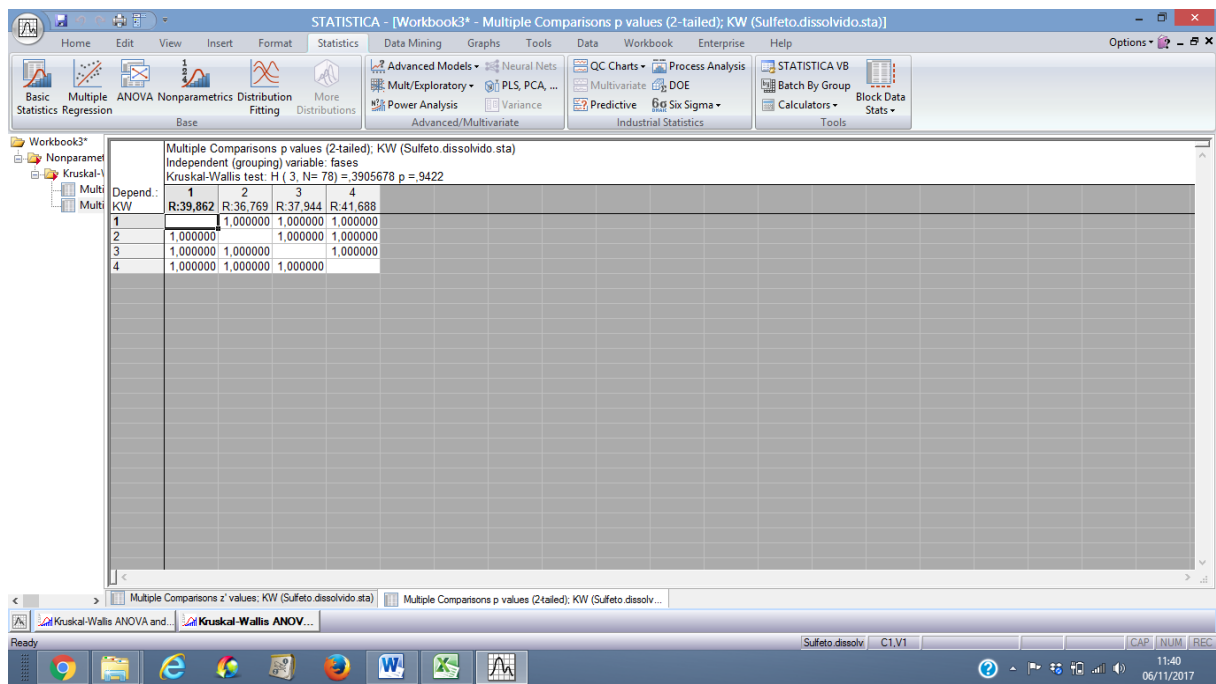 STATISTICA - [Workbook3* - Multiple Comparisons p values (2-tailed); KW (Sulfeto.dissolvido.sta)]
Home Edit View Insert Format Statistics Data Mining Graphs Tools Data Workbook Enterprise Help Options
Basic Statistics
Multiple Regression
ANOVA
Nonparametrics
Distribution Fitting
More Distributions
Base
Advanced Models Neural Nets
Mult/Exploratory PLS, PCA, ...
Power Analysis Variance
Advanced/Multivariate
QC Charts Process Analysis
Multivariate DOE
Predictive 6σ Six Sigma
Industrial Statistics
STATISTICA VB
Batch By Group
Calculators
Block Data Stats
Tools
Workbook3*
Nonparamet
Kruskal-\
Multi
Multi
Multiple Comparisons p values (2-tailed); KW (Sulfeto.dissolvido.sta)
Independent (grouping) variable: fases
Kruskal-Wallis test: H ( 3, N= 78) =,3905678 p =,9422
Depend.: 1 2 3 4
KW R:39,862 R:36,769 R:37,944 R:41,688
1 1,000000 1,000000 1,000000
2 1,000000 1,000000 1,000000
3 1,000000 1,000000 1,000000
4 1,000000 1,000000 1,000000
Multiple Comparisons z' values; KW (Sulfeto.dissolvido.sta) Multiple Comparisons p values (2-tailed); KW (Sulfeto.dissolv...
Kruskal-Wallis ANOVA and... Kruskal-Wallis ANOV...
Ready Sulfeto.dissolv C1,V1 CAP NUM REC
11:40
06/11/2017